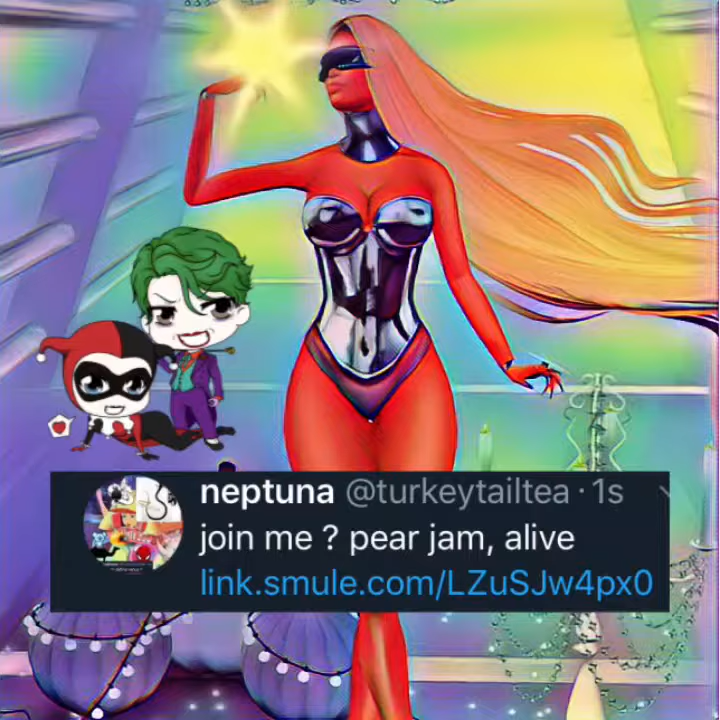 neptuna @turkeytailtea · 1s
join me ? pear jam, alive
link.smule.com/LZuSJw4px0